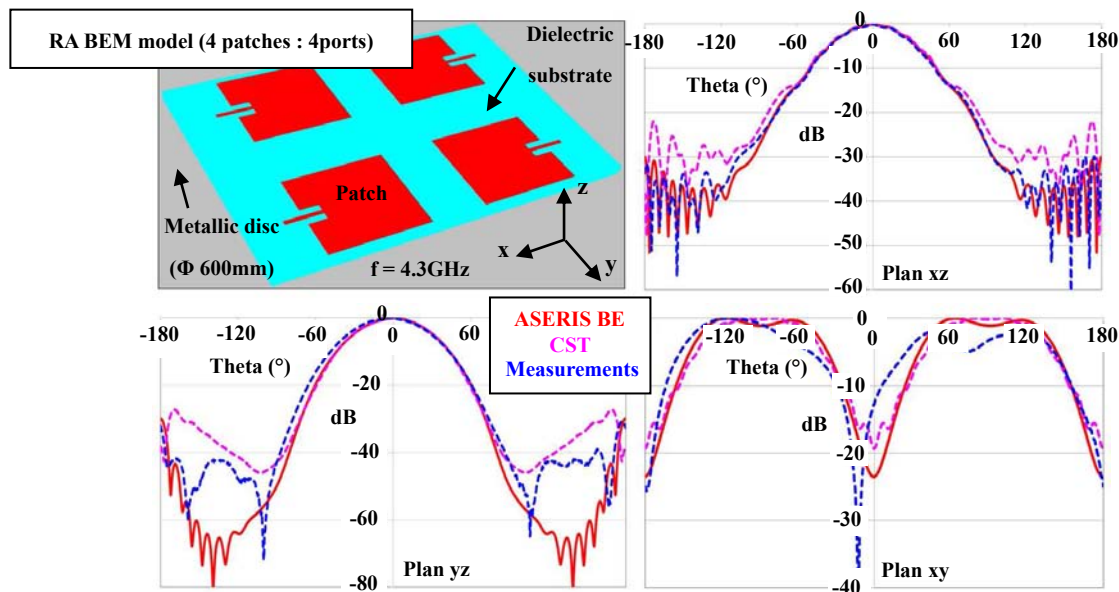 RA BEM model (4 patches : 4ports)
Dielectric
substrate
Patch
Metallic disc
(Φ 600mm)
f = 4.3GHz
z
x
y
0
-180 -120 -60 0 60 120 180
Theta (°)
-10
-20
dB
-30
-40
-50
-60
Plan xz
ASERIS BE
CST
Measurements
0
-180 -120 -60 0 60
Theta (°)
-20
dB
-40
-60
-80
Plan yz
0
-120 -60 0 60 120 180
Theta (°)
Theta (°)
-10
dB
-20
-30
-40
Plan xy